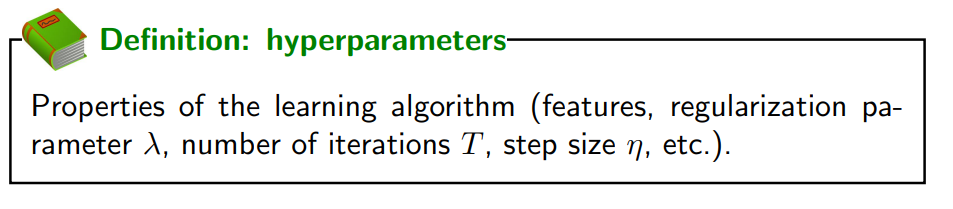 Definition: hyperparameters
Properties of the learning algorithm (features, regularization pa-
rameter λ, number of iterations T, step size η, etc.).